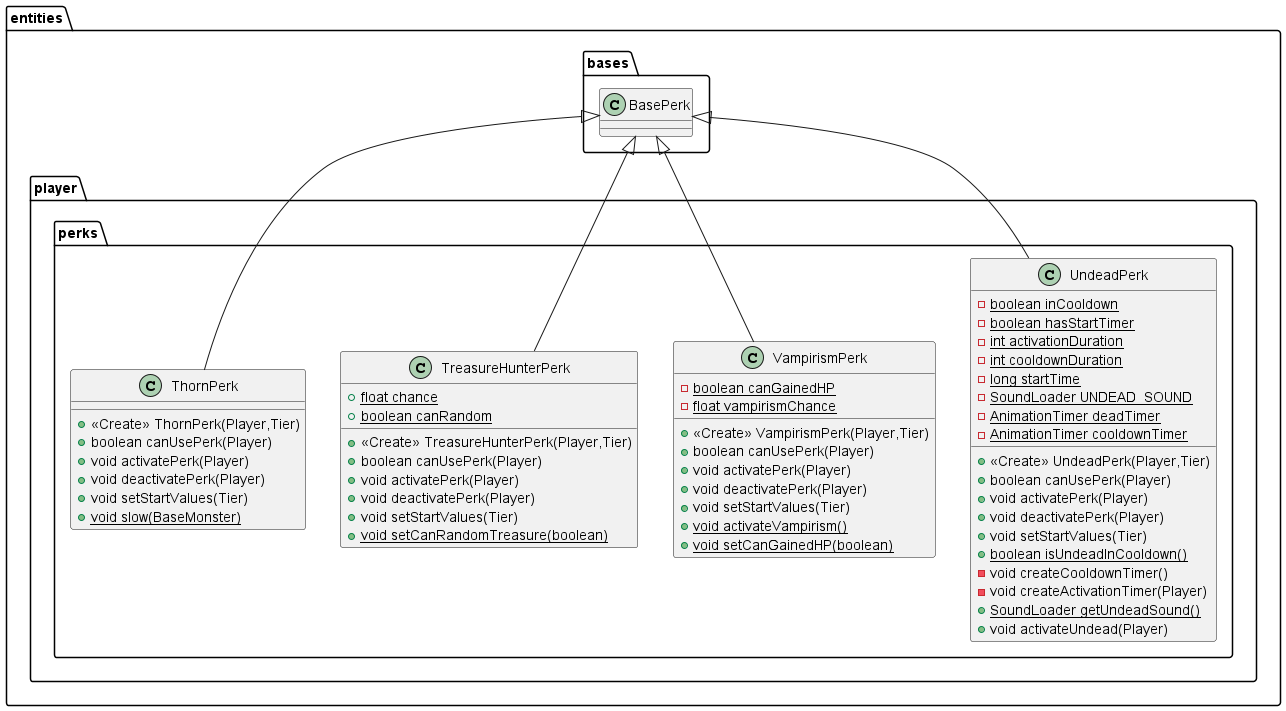 entities
bases
C BasePerk
player
perks
C ThornPerk
«Create» ThornPerk(Player,Tier)
boolean canUsePerk(Player)
void activatePerk(Player)
void deactivatePerk(Player)
void setStartValues(Tier)
void slow(BaseMonster)
C TreasureHunterPerk
float chance
boolean canRandom
«Create» TreasureHunterPerk(Player,Tier)
boolean canUsePerk(Player)
void activatePerk(Player)
void deactivatePerk(Player)
void setStartValues(Tier)
void setCanRandomTreasure(boolean)
C VampirismPerk
boolean canGainedHP
float vampirismChance
«Create» VampirismPerk(Player,Tier)
boolean canUsePerk(Player)
void activatePerk(Player)
void deactivatePerk(Player)
void setStartValues(Tier)
void activateVampirism()
void setCanGainedHP(boolean)
C UndeadPerk
boolean inCooldown
boolean hasStartTimer
int activationDuration
int cooldownDuration
long startTime
SoundLoader UNDEAD_SOUND
AnimationTimer deadTimer
AnimationTimer cooldownTimer
«Create» UndeadPerk(Player,Tier)
boolean canUsePerk(Player)
void activatePerk(Player)
void deactivatePerk(Player)
void setStartValues(Tier)
boolean isUndeadInCooldown()
void createCooldownTimer()
void createActivationTimer(Player)
SoundLoader getUndeadSound()
void activateUndead(Player)